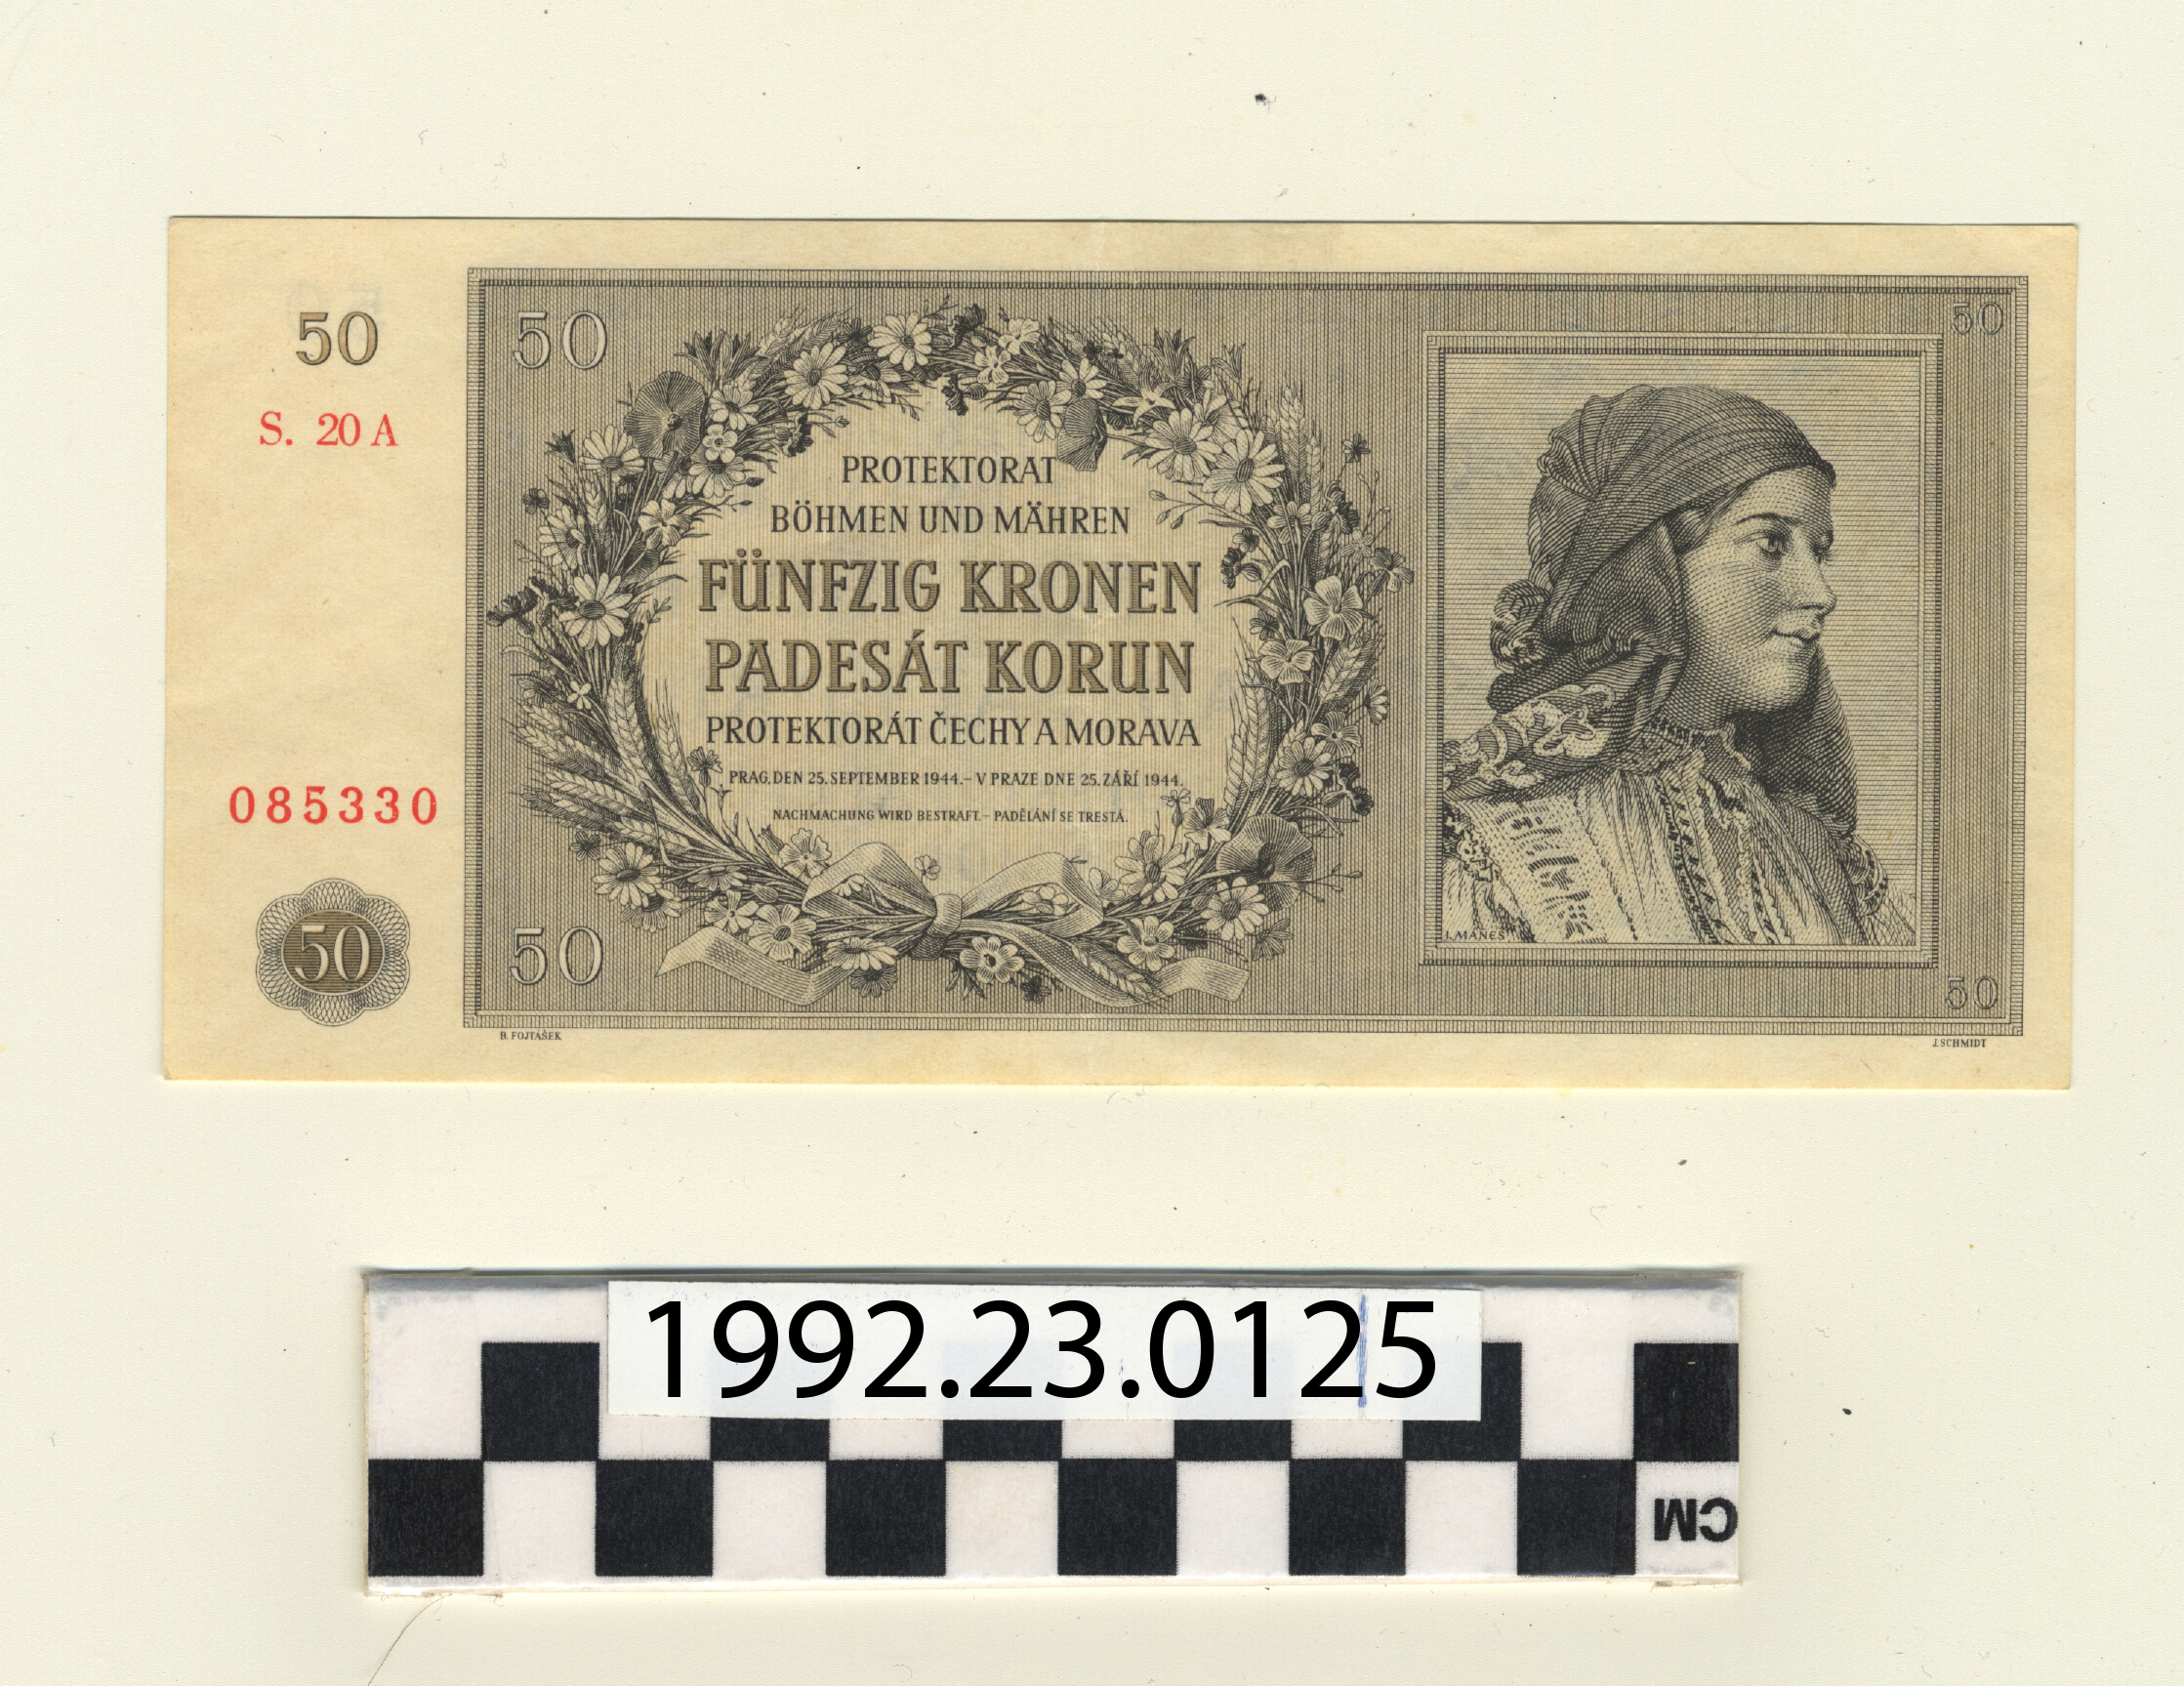 50
S. 20 A
085330
50
50
50
PROTEKTORAT
BÖHMEN UND MÄHREN
FÜNFZIG KRONEN
PADESÁT KORUN
PROTEKTORÁT ČECHY A MORAVA
PRAG, DEN 25. SEPTEMBER 1944.– V PRAZE DNE 25. ZÁŘÍ 1944.
NACHMACHUNG WIRD BESTRAFT.– PADĚLÁNÍ SE TRESTÁ.
50
I. MÁNES
50
B. FOJTÁŠEK
J. SCHMIDT
1992.23.0125
CM